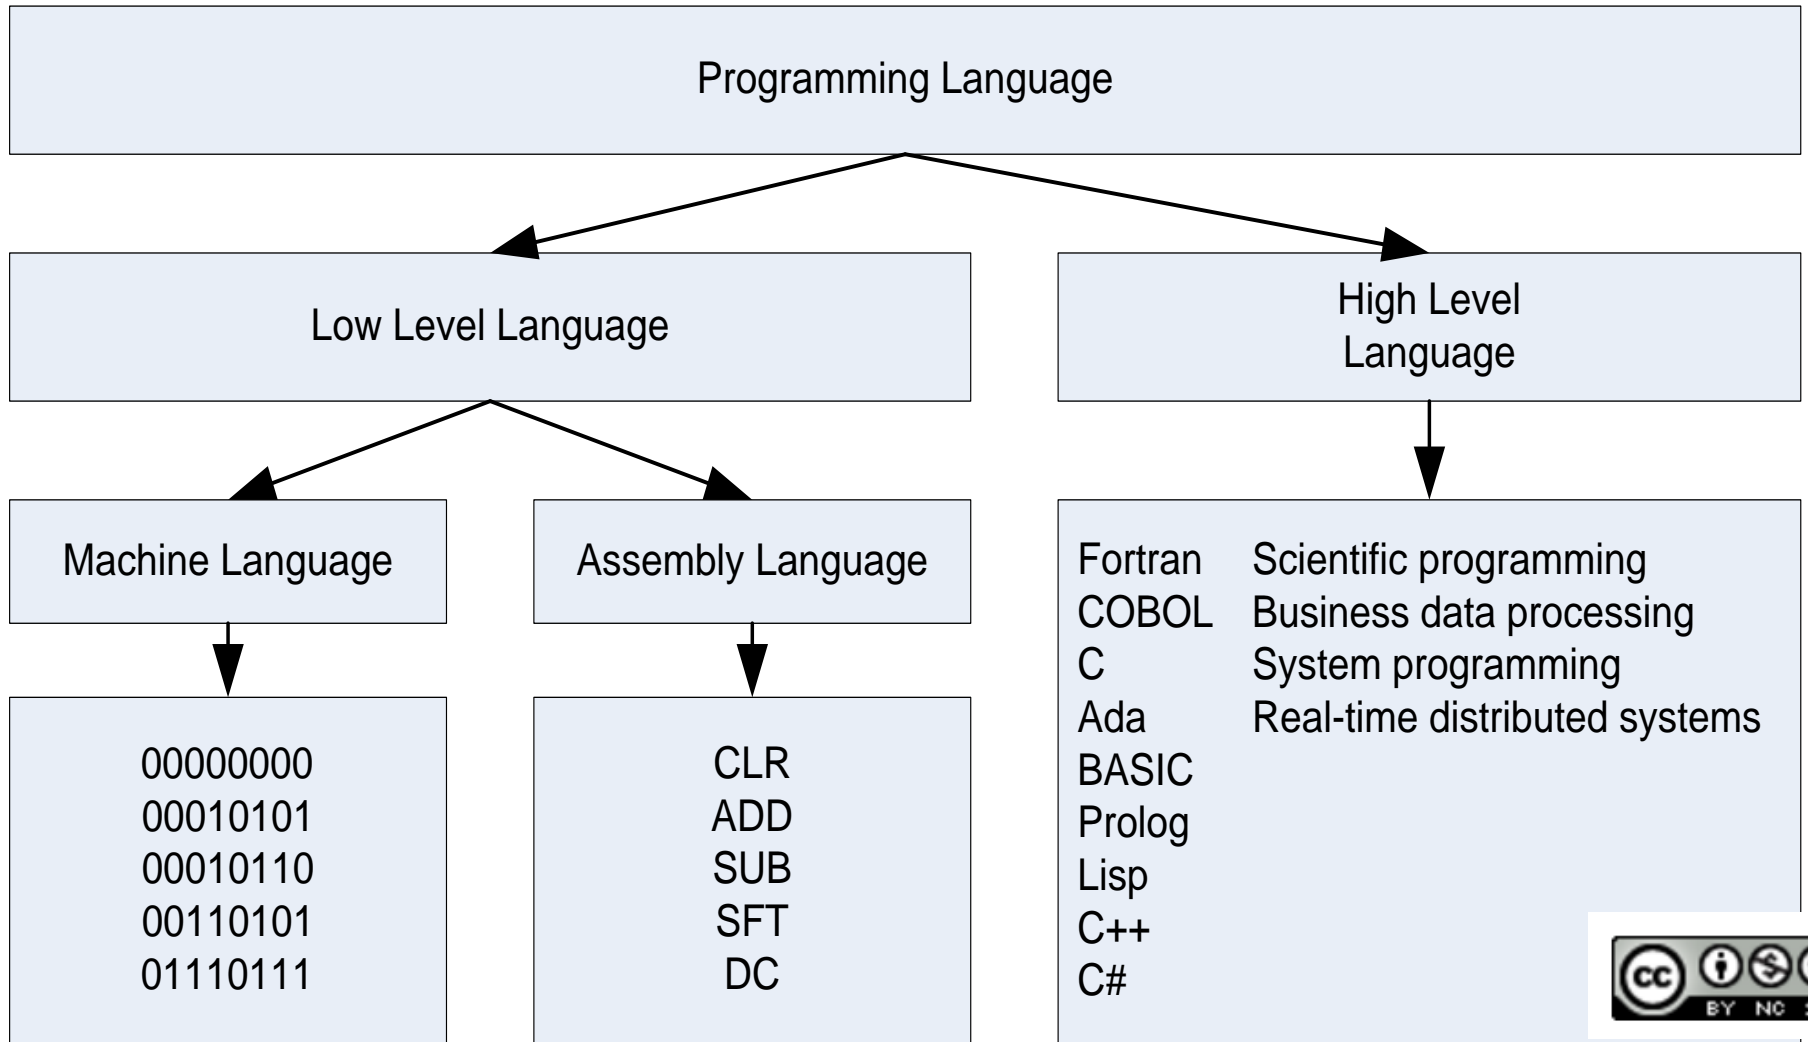 Programming Language
Low Level Language
High Level
Language
Machine Language
Assembly Language
00000000
00010101
00010110
00110101
01110111
CLR
ADD
SUB
SFT
DC
Fortran Scientific programming
COBOL Business data processing
C System programming
Ada Real-time distributed systems
BASIC
Prolog
Lisp
C++
C#
cc
BY NC